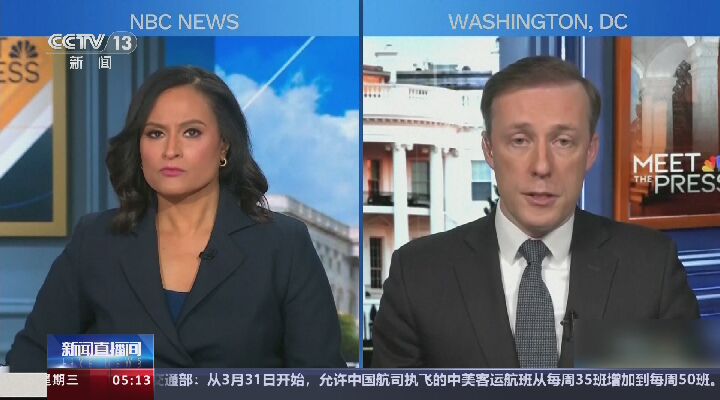 NBC NEWS
WASHINGTON, DC
CCTV 13
新闻
MEET
PRESS
MEET
THE PRESS
新闻直播间
星期三 05:13 交通部：从3月31日开始，允许中国航司执飞的中美客运航班从每周35班增加到每周50班。